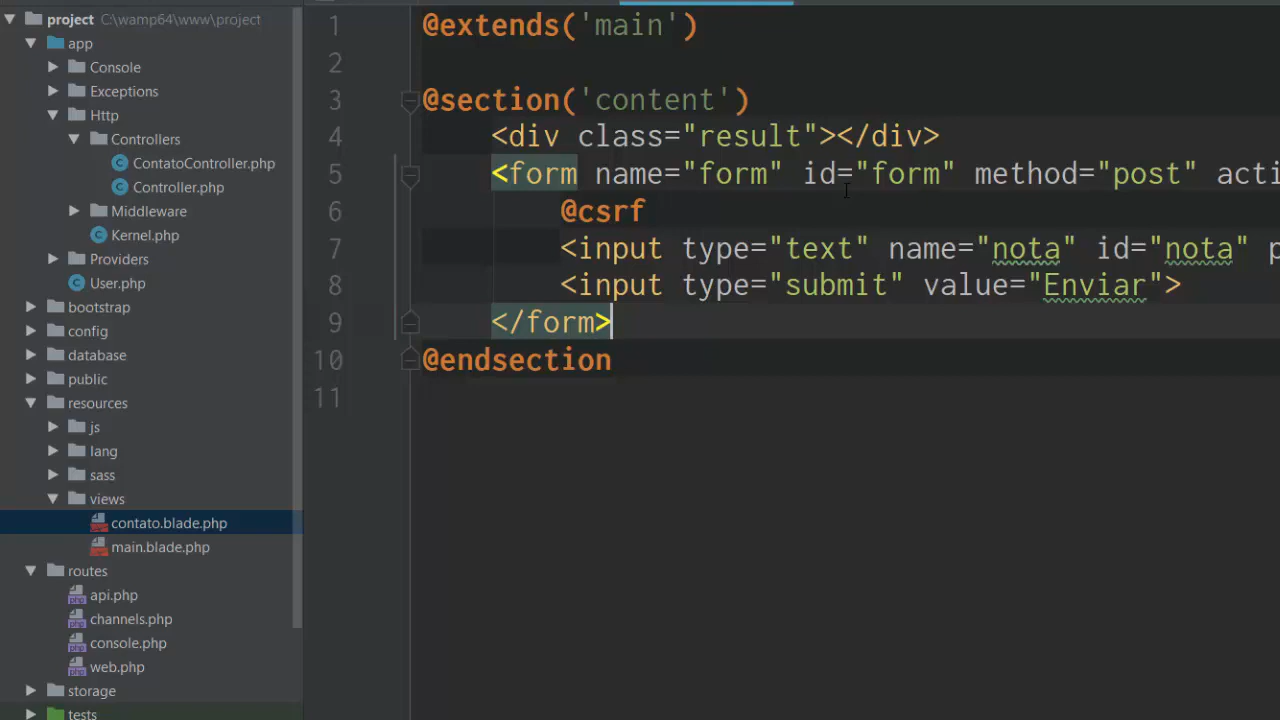 project C:\wamp64\www\project
app
Console
Exceptions
Http
Controllers
ContatoController.php
Controller.php
Middleware
Kernel.php
Providers
User.php
bootstrap
config
database
public
resources
js
lang
sass
views
contato.blade.php
main.blade.php
routes
api.php
channels.php
console.php
web.php
storage
tests
1 @extends('main')
2
3 @section('content')
4 <div class="result"></div>
5 <form name="form" id="form" method="post" acti
6 @csrf
7 <input type="text" name="nota" id="nota" p
8 <input type="submit" value="Enviar">
9 </form>
10 @endsection
11